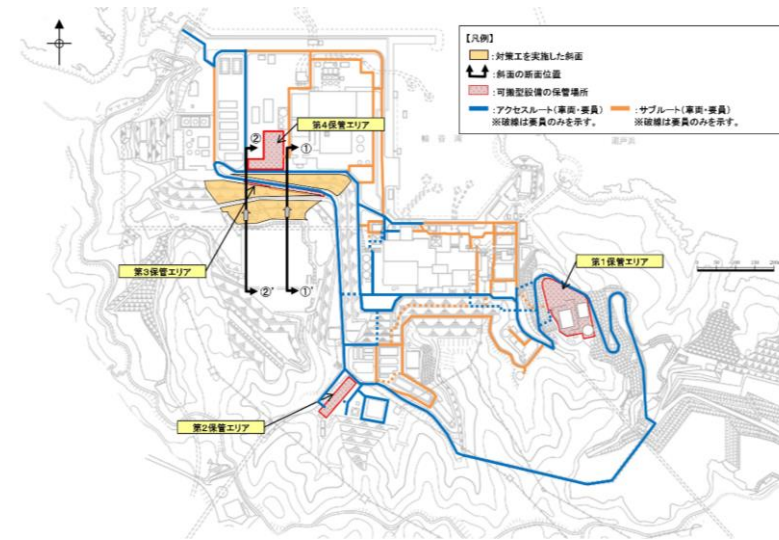 【凡例】
：対策工を実施した斜面
：斜面の断面位置
：可搬型設備の保管場所
：アクセスルート（車両・要員）
※破線は要員のみを示す。
：サブルート（車両・要員）
※破線は要員のみを示す。
輪谷湾
第4保管エリア
②
①
第3保管エリア
第1保管エリア
②’
①’
第2保管エリア